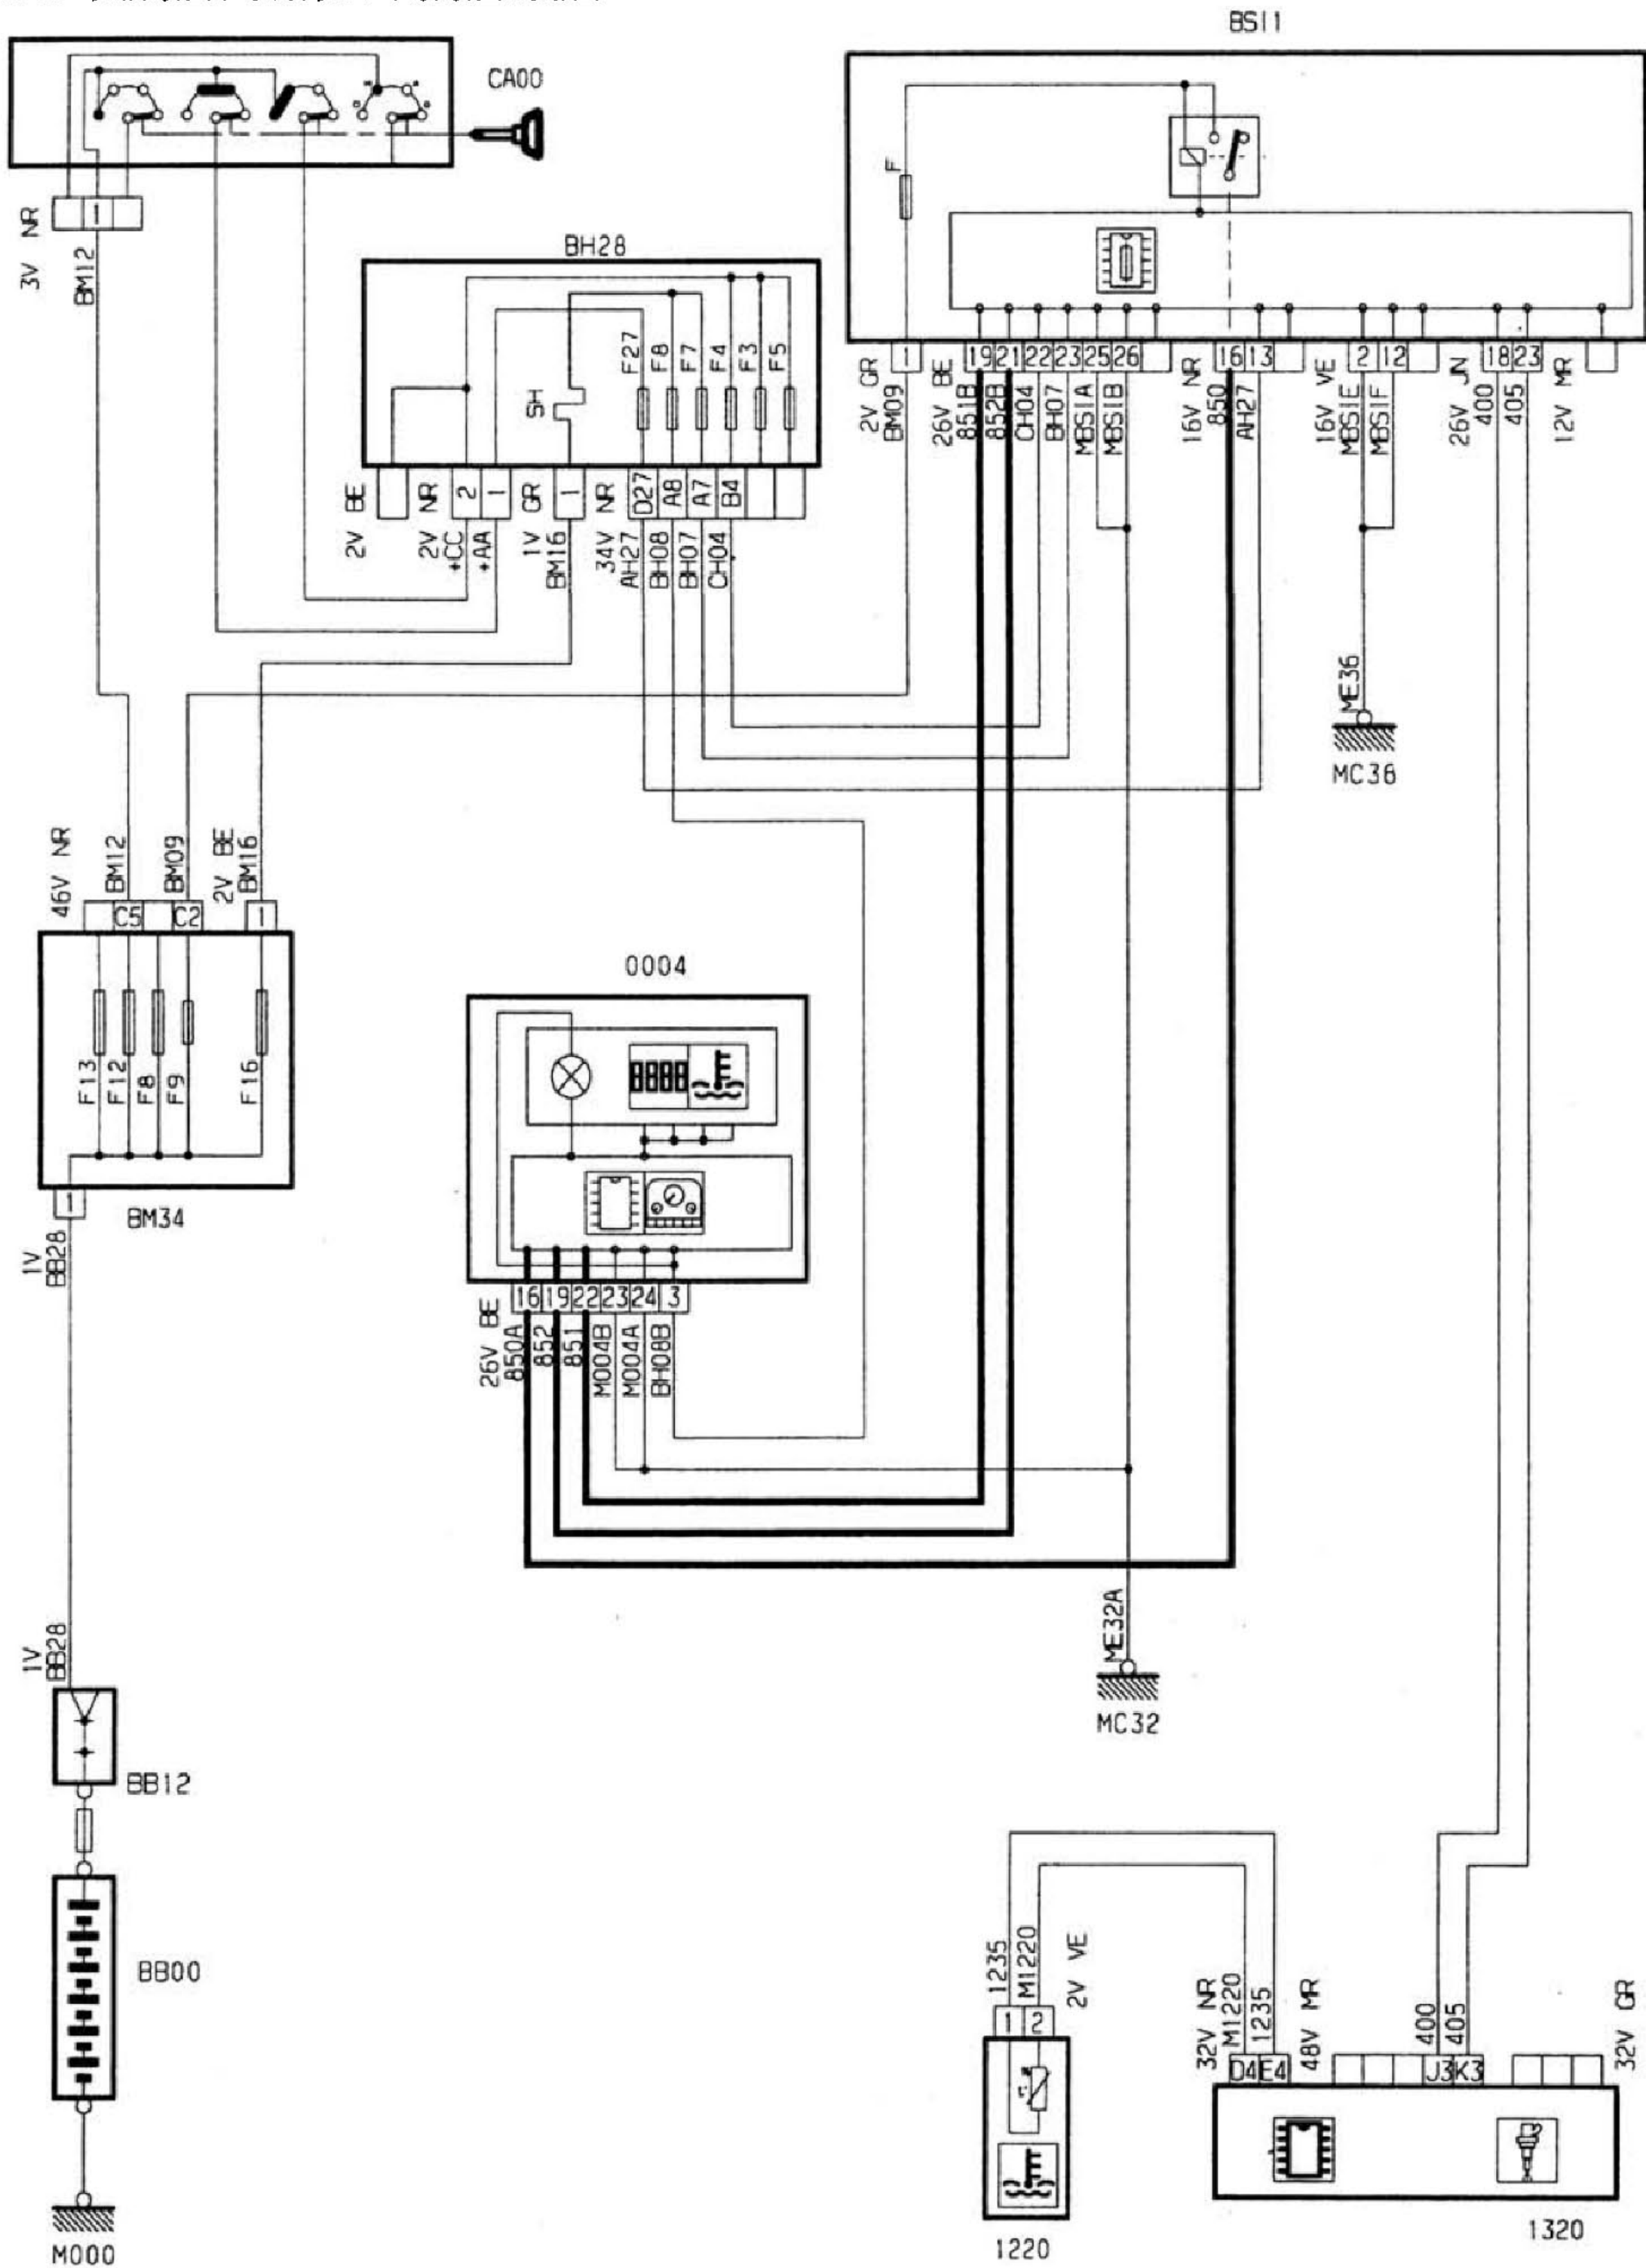 BSI1
CA00
3V NR
1
BM12
BH28
F
F27
F8
F7
F4
F3
F5
SH
2V BE
2V NR
2
1
+CC
+AA
1V GR
1
BM16
34V NR
D27
A8
A7
B4
AH27
BH08
BH07
CH04
2V GR
1
BM09
26V BE
19
21
22
23
25
26
851B
852B
CH04
BH07
MBS1A
MBS1B
16V NR
16
13
850
AH27
16V VE
2
12
MBS1E
MBS1F
26V JN
18
23
400
405
12V MR
ME36
MC36
46V NR
BM12
BM09
2V BE
BM16
C5
C2
1
F13
F12
F8
F9
F16
1
BM34
1V
BB28
0004
26V BE
16
19
22
23
24
3
850A
852
851
M004B
M004A
BH08B
1V
BB28
ME32A
MC32
BB12
BB00
M000
1235
M1220
2V VE
1
2
1220
32V NR
M1220
1235
D4
E4
48V MR
400
405
J3
K3
32V GR
1320